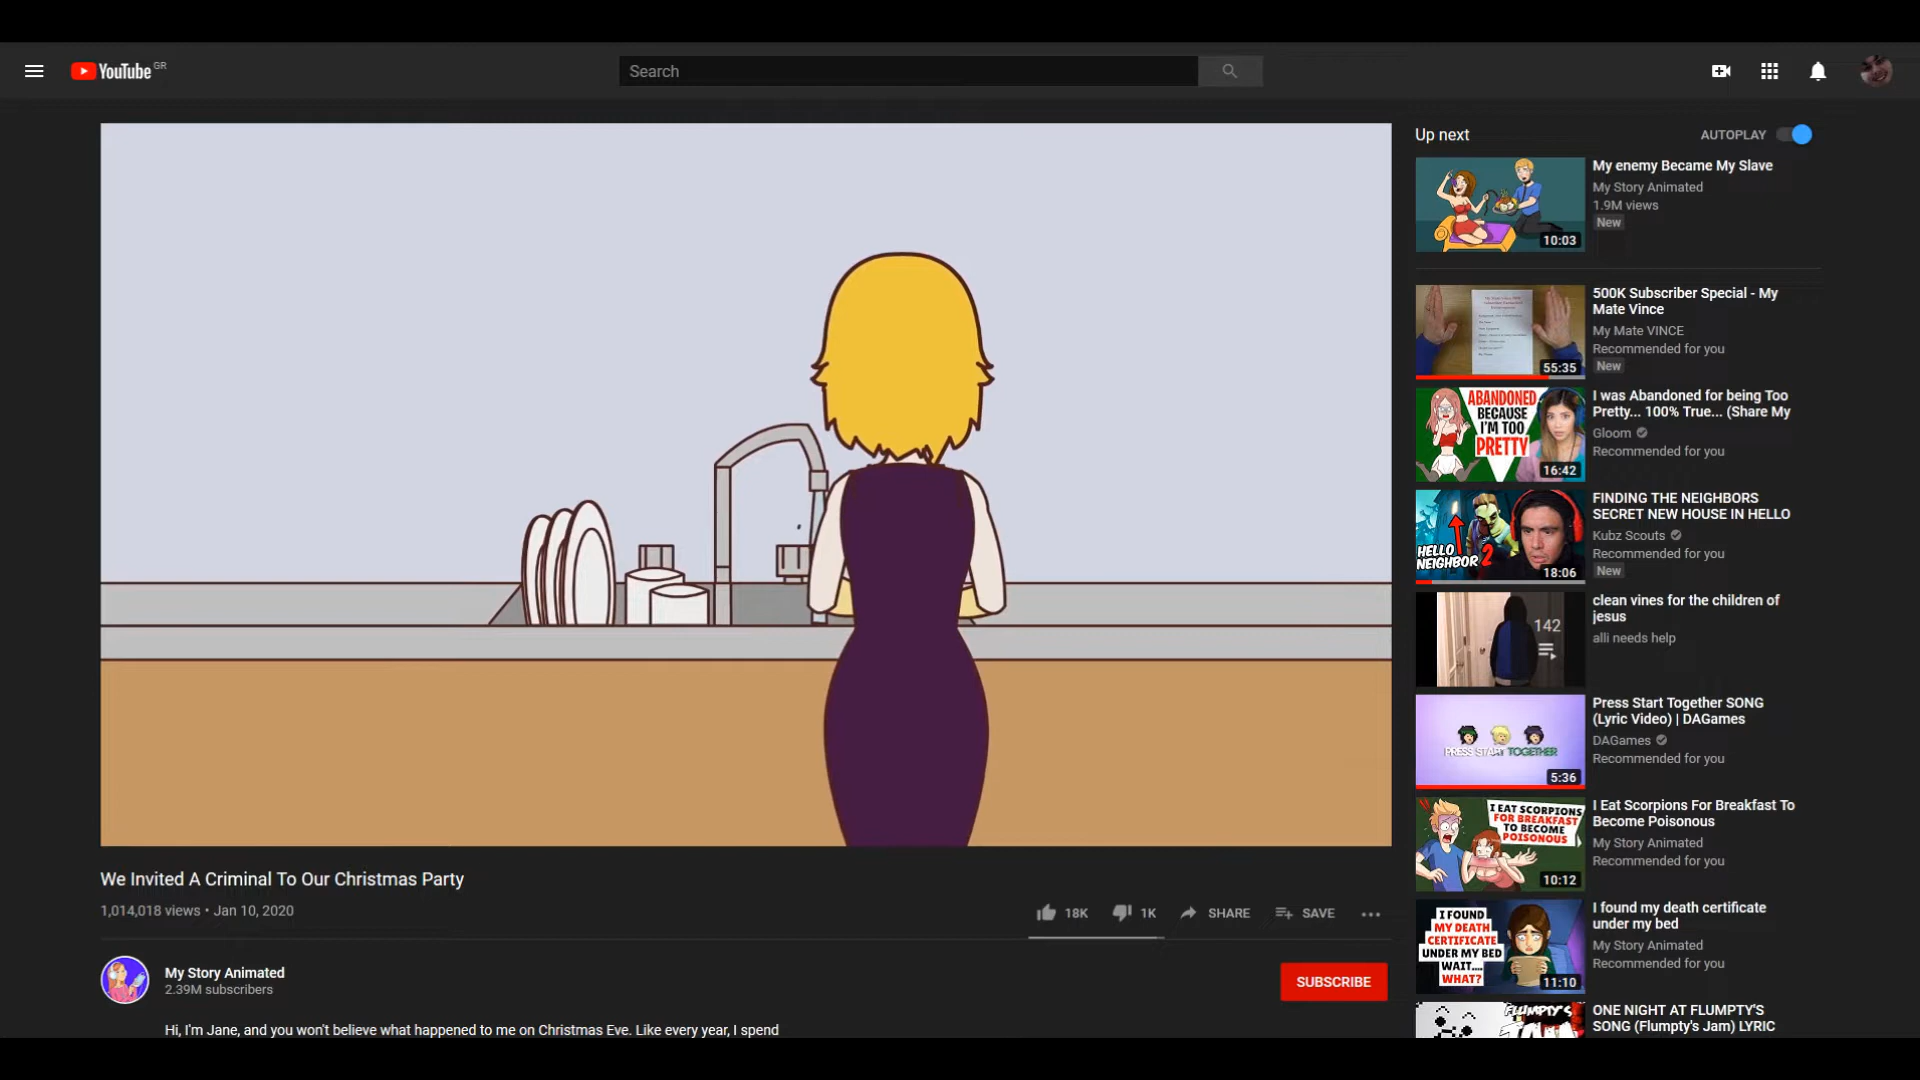 YouTube GR
Search
We Invited A Criminal To Our Christmas Party
1,014,018 views • Jan 10, 2020
18K
1K
SHARE
SAVE
My Story Animated
2.39M subscribers
SUBSCRIBE
Hi, I'm Jane, and you won't believe what happened to me on Christmas Eve. Like every year, I spend
Up next
AUTOPLAY
10:03
My enemy Became My Slave
My Story Animated
1.9M views
New
55:35
500K Subscriber Special - My
Mate Vince
My Mate VINCE
Recommended for you
New
ABANDONED
BECAUSE
I'M TOO
PRETTY
16:42
I was Abandoned for being Too
Pretty... 100% True... (Share My
Gloom
Recommended for you
HELLO
NEIGHBOR 2
18:06
FINDING THE NEIGHBORS
SECRET NEW HOUSE IN HELLO
Kubz Scouts
Recommended for you
New
142
clean vines for the children of
jesus
alli needs help
PRESS START TOGETHER
5:36
Press Start Together SONG
(Lyric Video) | DAGames
DAGames
Recommended for you
I EAT SCORPIONS
FOR BREAKFAST
TO BECOME
POISONOUS
10:12
I Eat Scorpions For Breakfast To
Become Poisonous
My Story Animated
Recommended for you
I FOUND
MY DEATH
CERTIFICATE
UNDER MY BED
WAIT....
WHAT?
11:10
I found my death certificate
under my bed
My Story Animated
Recommended for you
FLUMPTY'S
ONE NIGHT AT FLUMPTY'S
SONG (Flumpty's Jam) LYRIC